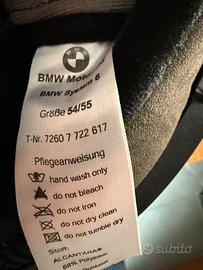 BMW Motorrad
BMW System 6
Größe 54/55
T-Nr. 7260 7 722 617
Pflegeanweisung
hand wash only
do not bleach
do not iron
do not dry clean
do not tumble dry
Stoff:
ALCANTARA®
68% Polyester
subito